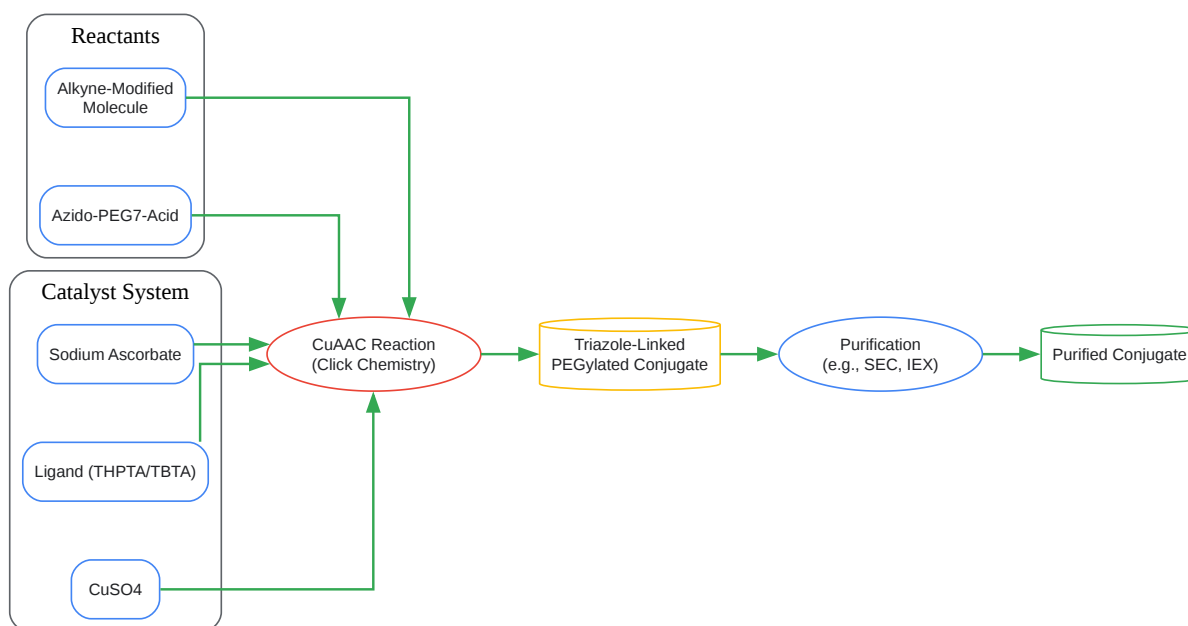 Reactants
Alkyne-Modified
Molecule
Azido-PEG7-Acid
Catalyst System
Sodium Ascorbate
Ligand (THPTA/TBTA)
CuSO4
CuAAC Reaction
(Click Chemistry)
Triazole-Linked
PEGylated Conjugate
Purification
(e.g., SEC, IEX)
Purified Conjugate